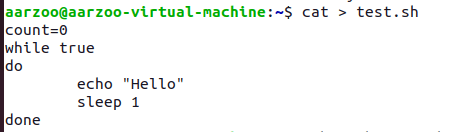 aarzoo@aarzoo-virtual-machine:~$ cat > test.sh
count=0
while true
do
        echo "Hello"
        sleep 1
done